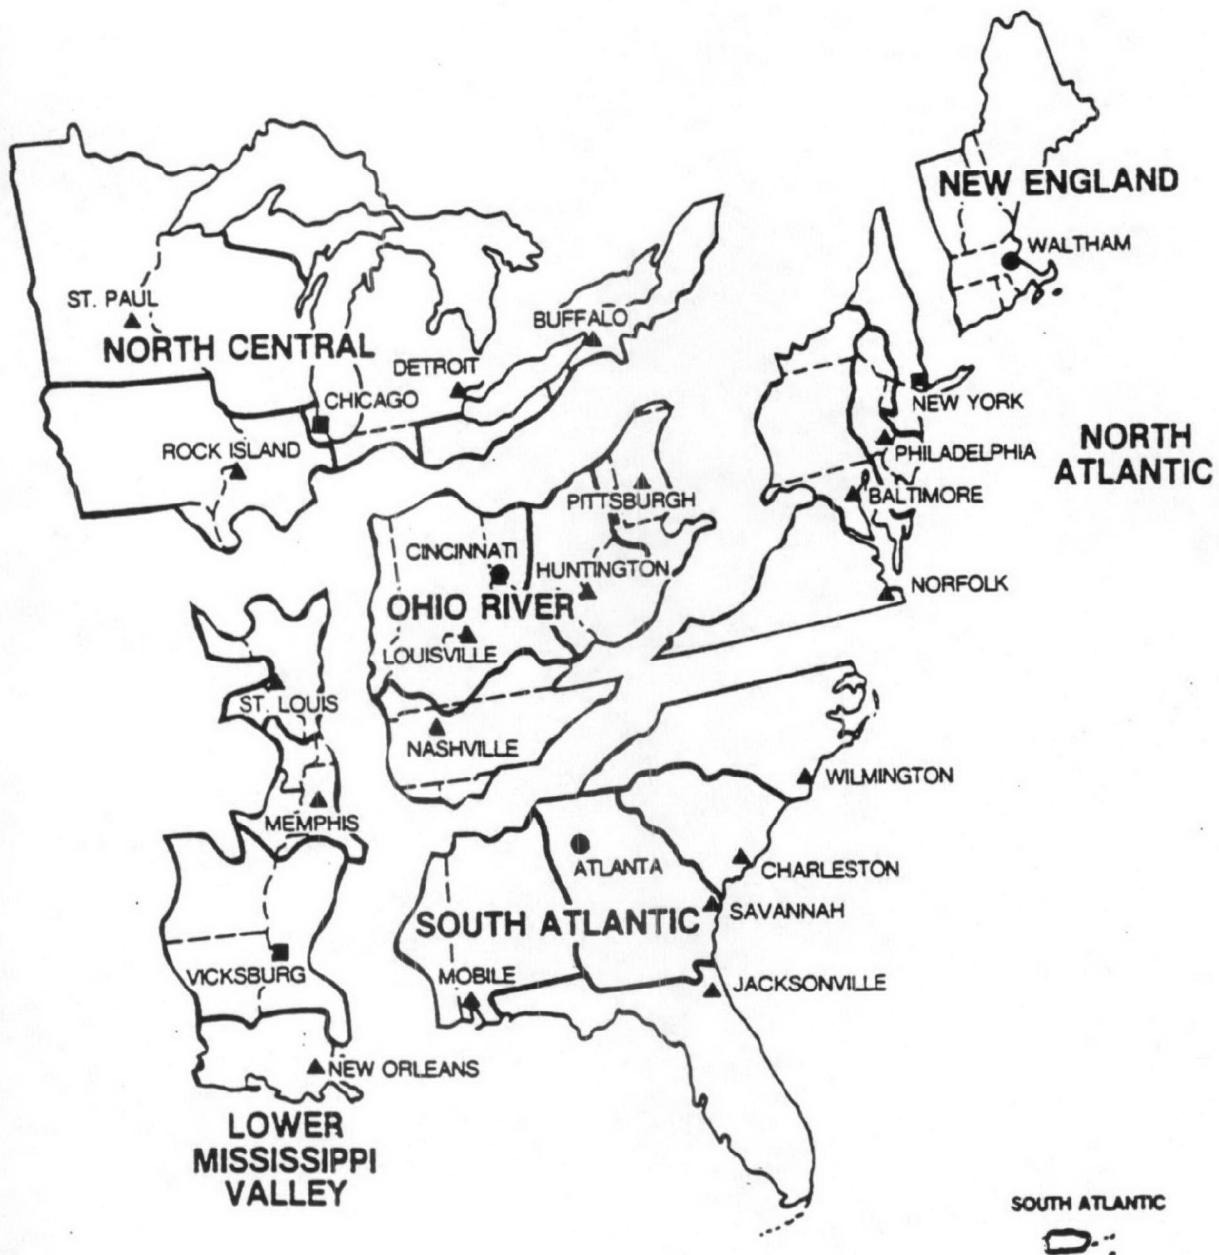 NEW ENGLAND
WALTHAM
ST. PAUL
NORTH CENTRAL
BUFFALO
DETROIT
CHICAGO
ROCK ISLAND
NEW YORK
NORTH
ATLANTIC
PHILADELPHIA
BALTIMORE
NORFOLK
PITTSBURGH
CINCINNATI
HUNTINGTON
OHIO RIVER
LOUISVILLE
NASHVILLE
ST. LOUIS
MEMPHIS
VICKSBURG
NEW ORLEANS
LOWER
MISSISSIPPI
VALLEY
WILMINGTON
ATLANTA
CHARLESTON
SOUTH ATLANTIC
SAVANNAH
MOBILE
JACKSONVILLE
SOUTH ATLANTIC